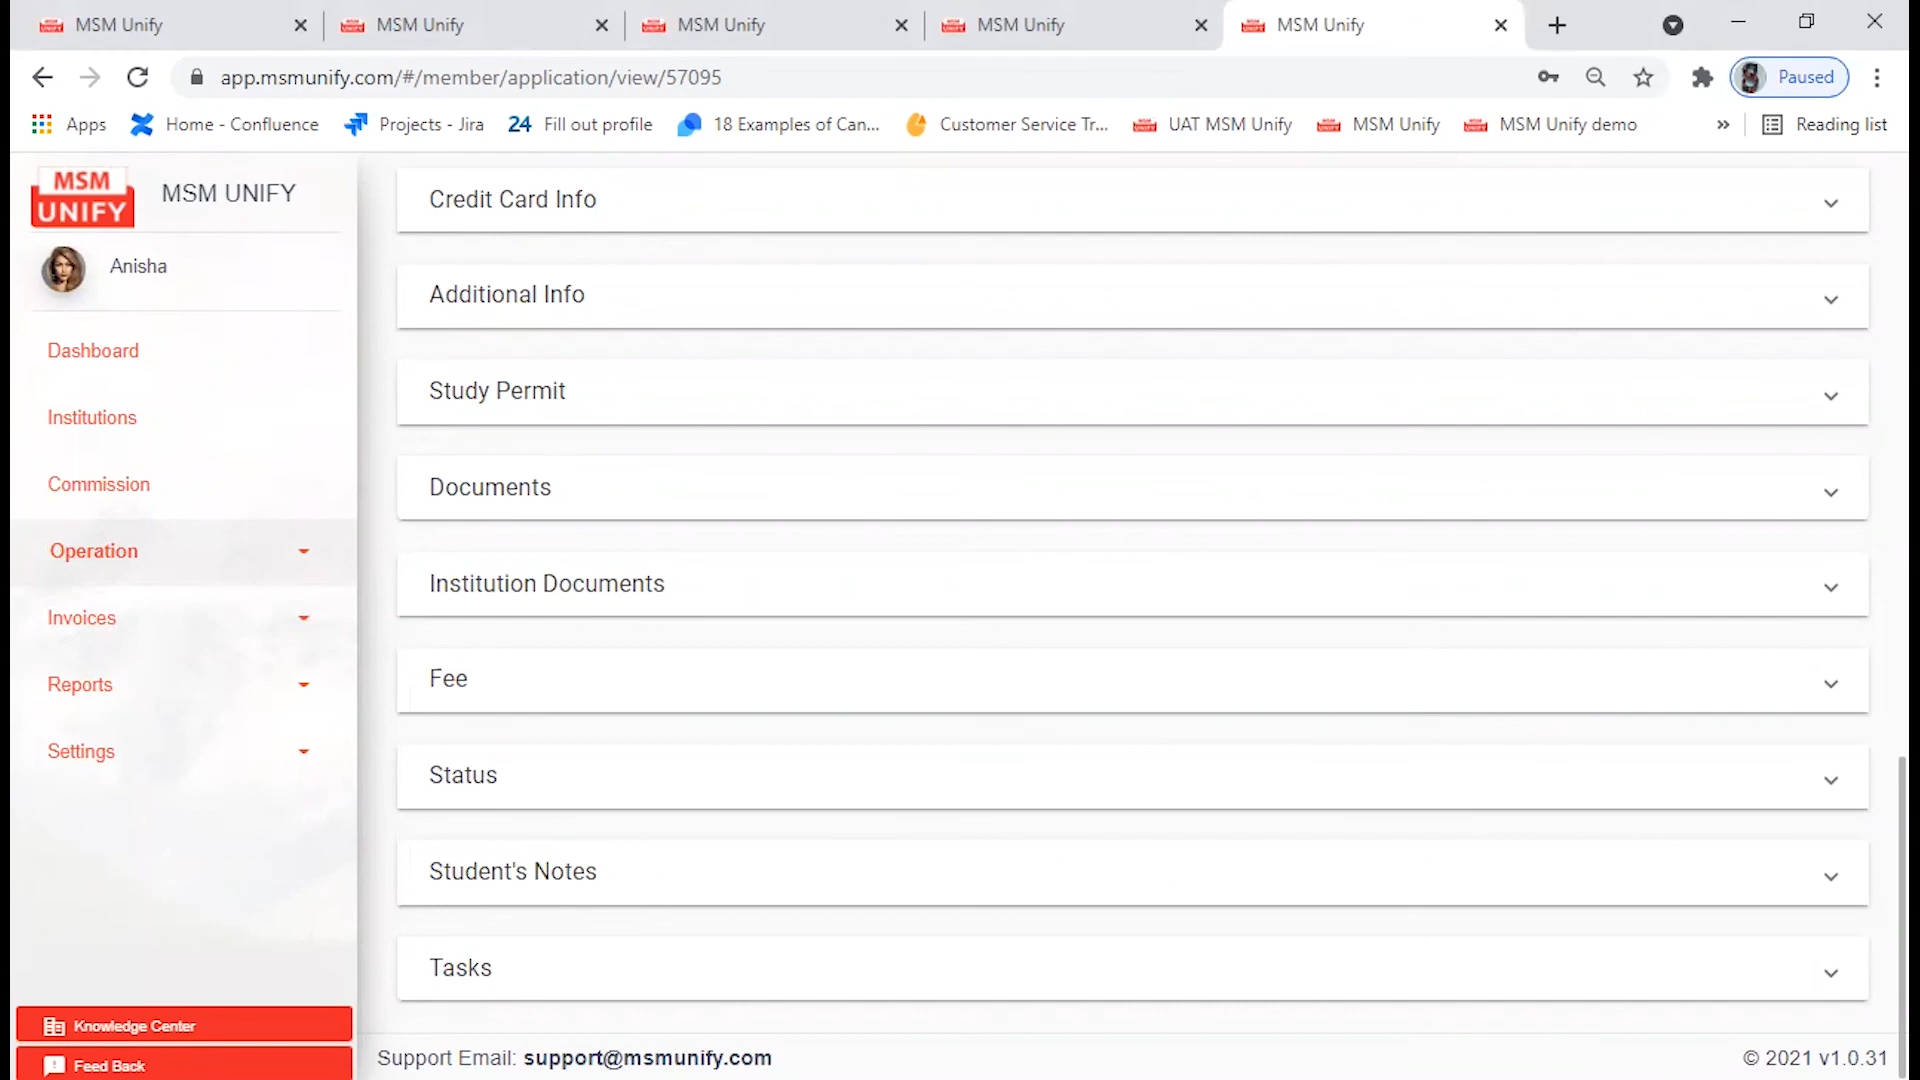 MSM Unify
MSM Unify
MSM Unify
MSM Unify
MSM Unify
app.msmunify.com/#/member/application/view/57095
Paused
Apps
Home - Confluence
Projects - Jira
24 Fill out profile
18 Examples of Can...
Customer Service Tr...
UAT MSM Unify
MSM Unify
MSM Unify demo
»
Reading list
MSM
UNIFY
MSM UNIFY
Anisha
Dashboard
Institutions
Commission
Operation
Invoices
Reports
Settings
Knowledge Center
Feed Back
Credit Card Info
Additional Info
Study Permit
Documents
Institution Documents
Fee
Status
Student's Notes
Tasks
Support Email: support@msmunify.com
© 2021 v1.0.31